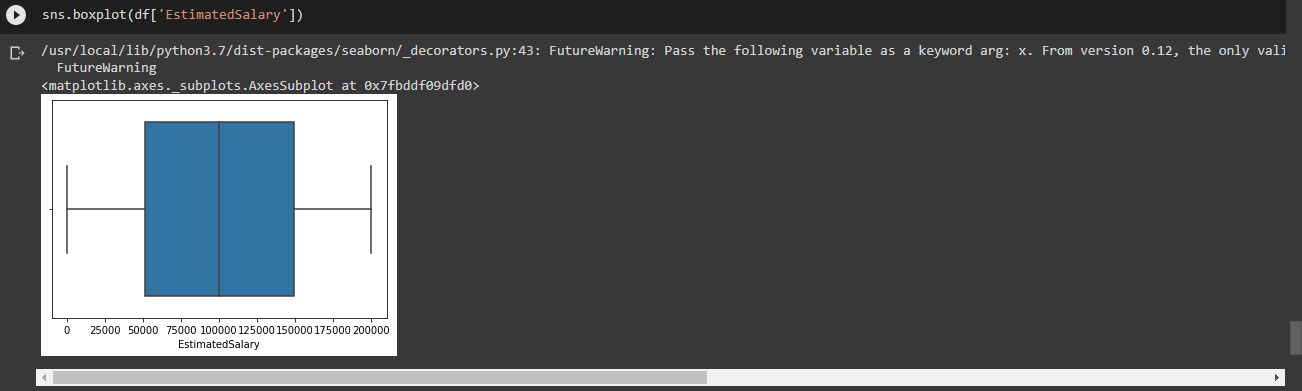 sns.boxplot(df['EstimatedSalary'])
/usr/local/lib/python3.7/dist-packages/seaborn/_decorators.py:43: FutureWarning: Pass the following variable as a keyword arg: x. From version 0.12, the only vali
FutureWarning
<matplotlib.axes._subplots.AxesSubplot at 0x7fbddf09dfd0>
0 25000 50000 75000 100000 125000 150000 175000 200000
EstimatedSalary